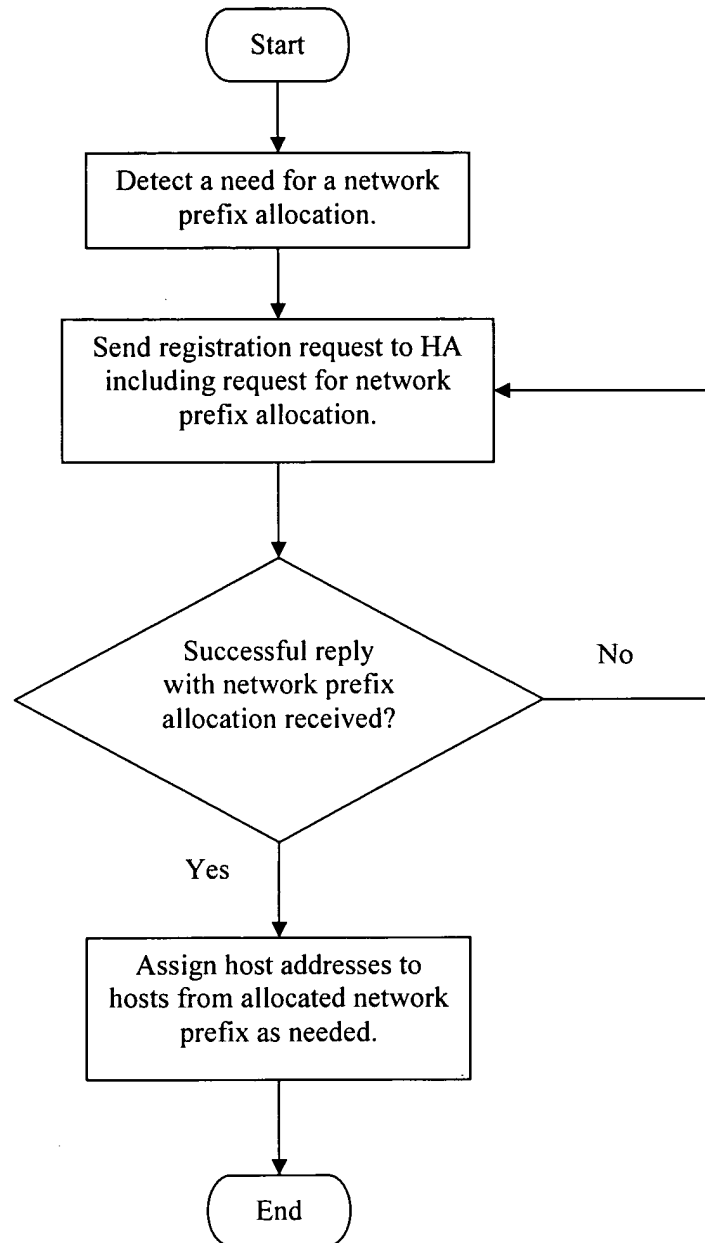 Start
Detect a need for a network
prefix allocation.
Send registration request to HA
including request for network
prefix allocation.
Successful reply
with network prefix
allocation received?
No
Yes
Assign host addresses to
hosts from allocated network
prefix as needed.
End